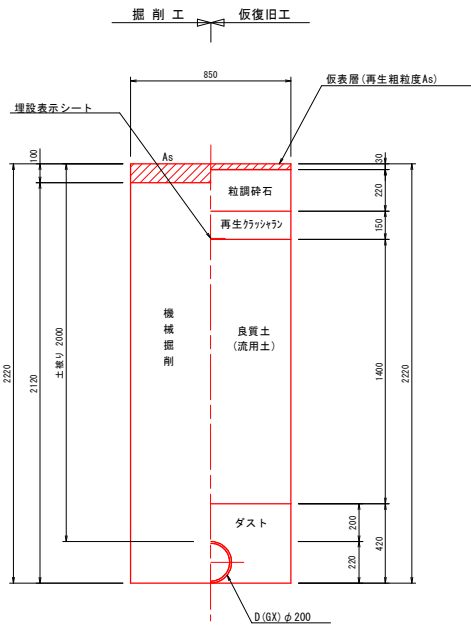 掘削工
仮復旧工
850
仮表層(再生粗粒度As)
埋設表示シート
As
100
30
粒調砕石
220
再生クラッシャラン
150
機械掘削
良質土
(流用土)
土被り 2000
2220
2120
1400
2220
ダスト
200
420
220
D(GX)φ200